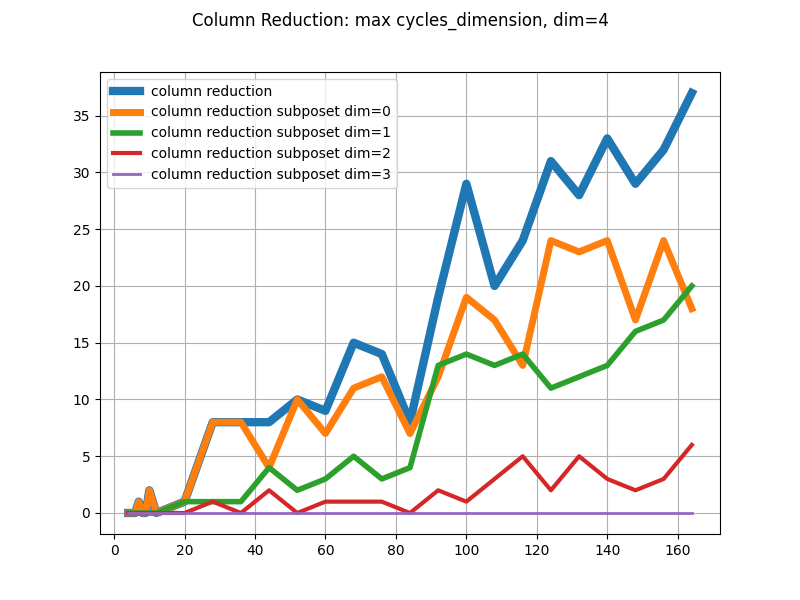 Column Reduction: max cycles_dimension, dim=4
column reduction
column reduction subposet dim=0
column reduction subposet dim=1
column reduction subposet dim=2
column reduction subposet dim=3
35
30
25
20
15
10
5
0
0 20 40 60 80 100 120 140 160